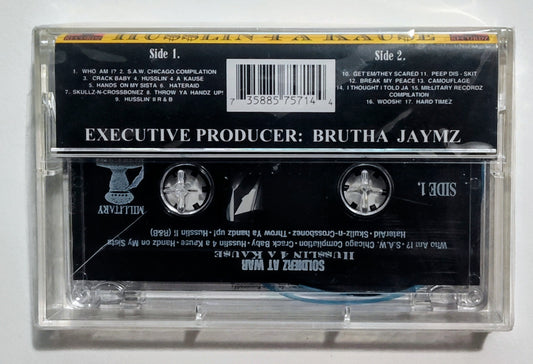 HUSSLIN 4 A KAUSE
Side 1.
1. WHO AM I? 2. S.A.W. CHICAGO COMPILATION
3. CRACK BABY 4. HUSSLIN' 4 A KAUSE
5. HANDS ON MY SISTA 6. HATERAID
7. SKULLZ-N-CROSSBONEZ 8. THROW YA HANDZ UP!
9. HUSSLIN' II R & B
7 35885 75714 4
Side 2.
10. GET'EM/THEY SCARED 11. PEEP DIS - SKIT
12. BREAK MY PEACE 13. CAMOUFLAGE
14. I THOUGHT I TOLD JA 15. MILLITARY RECORDZ
COMPILATION
16. WOOSH! 17. HARD TIMEZ
EXECUTIVE PRODUCER: BRUTHA JAYMZ
MILLITARY
SIDE 1.
SOLDIERZ AT WAR
HUSSLIN 4 A KAUSE
Who Am I? • S.A.W. Chicago compilation • Crack Baby • Husslin 4 A Kruze • Handz on My Sista
HaterAid • Skullz-n-Crossbonez • Throw Ya handz up! • Husslin II (R&B)